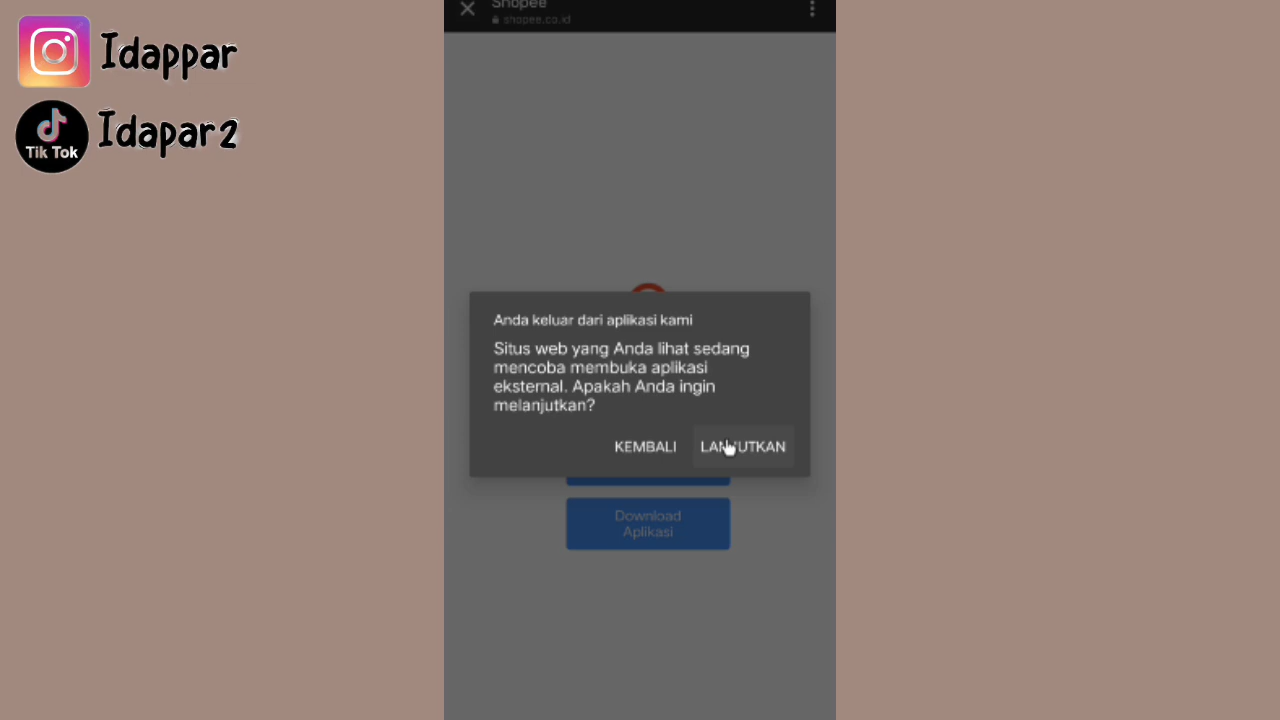 Idappar
Tik Tok
Idapar2
Shopee
shopee.co.id
Anda keluar dari aplikasi kami
Situs web yang Anda lihat sedang
mencoba membuka aplikasi
eksternal. Apakah Anda ingin
melanjutkan?
KEMBALI
LANJUTKAN
Download
Aplikasi